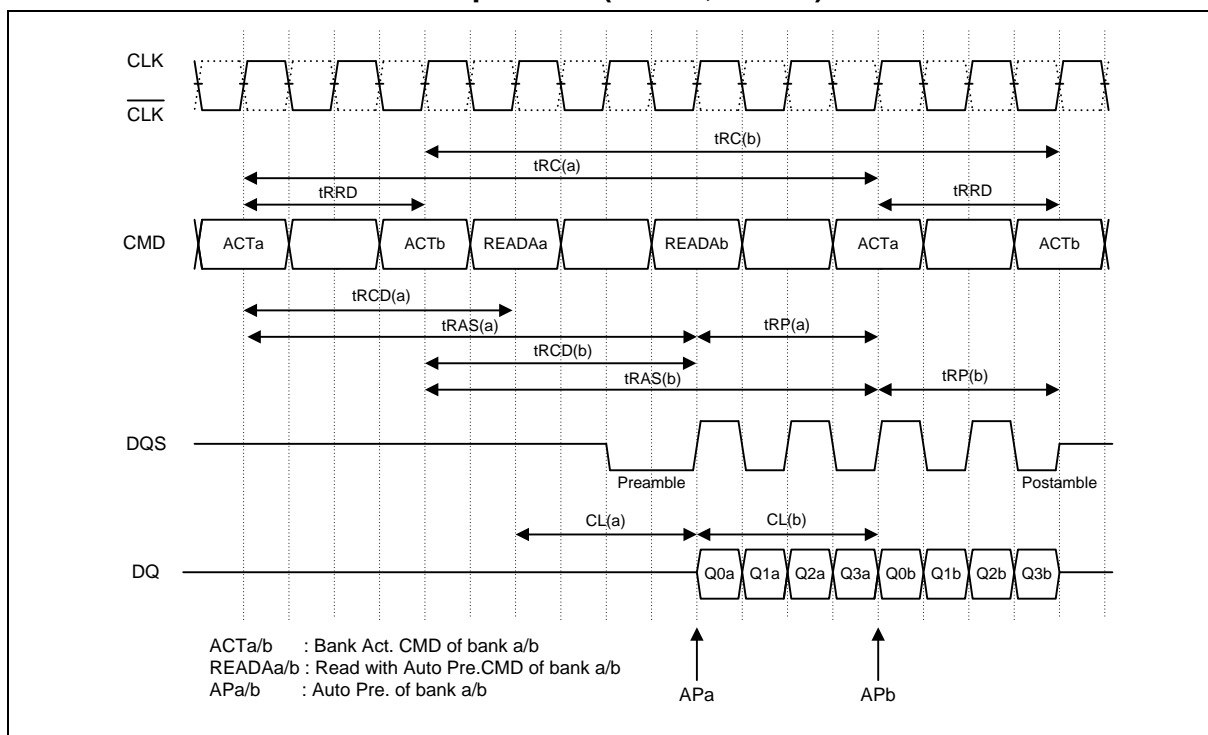 CLK
CLK
tRC(b)
tRC(a)
tRRD tRRD
CMD ACTa ACTb READAa READAb ACTa ACTb
tRCD(a)
tRAS(a) tRP(a)
tRCD(b)
tRAS(b) tRP(b)
DQS
Preamble Postamble
CL(a) CL(b)
DQ Q0a Q1a Q2a Q3a Q0b Q1b Q2b Q3b
ACTa/b : Bank Act. CMD of bank a/b
READAa/b : Read with Auto Pre.CMD of bank a/b
APa/b : Auto Pre. of bank a/b
APa APb